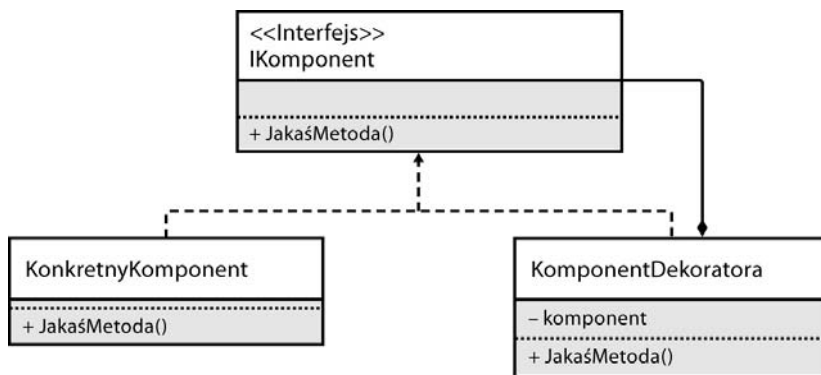 <<Interfejs>>
IKomponent
+ JakaśMetoda()
KonkretnyKomponent
+ JakaśMetoda()
KomponentDekoratora
– komponent
+ JakaśMetoda()